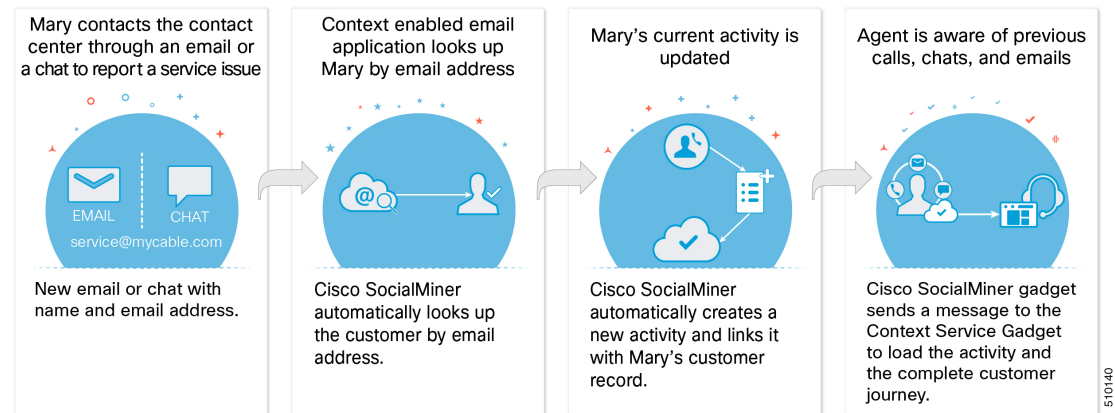 Mary contacts the contact
center through an email or
a chat to report a service issue
EMAIL
CHAT
service@mycable.com
New email or chat with
name and email address.
Context enabled email
application looks up
Mary by email address
@
Cisco SocialMiner
automatically looks up
the customer by email
address.
Mary's current activity is
updated
Cisco SocialMiner
automatically creates a
new activity and links it
with Mary's customer
record.
Agent is aware of previous
calls, chats, and emails
Cisco SocialMiner gadget
sends a message to the
Context Service Gadget
to load the activity and
the complete customer
journey.
510140